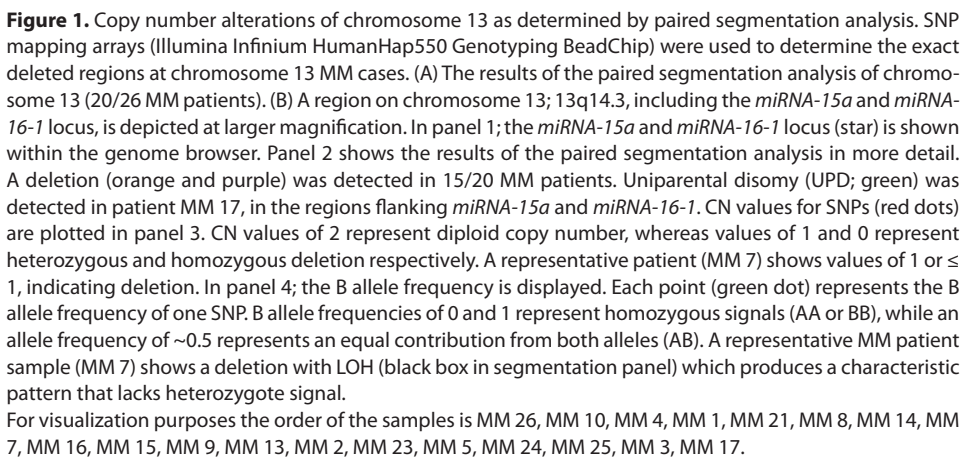 Figure 1. Copy number alterations of chromosome 13 as determined by paired segmentation analysis. SNP
mapping arrays (Illumina Infinium HumanHap550 Genotyping BeadChip) were used to determine the exact
deleted regions at chromosome 13 MM cases. (A) The results of the paired segmentation analysis of chromo-
some 13 (20/26 MM patients). (B) A region on chromosome 13; 13q14.3, including the miRNA-15a and miRNA-
16-1 locus, is depicted at larger magnification. In panel 1; the miRNA-15a and miRNA-16-1 locus (star) is shown
within the genome browser. Panel 2 shows the results of the paired segmentation analysis in more detail.
A deletion (orange and purple) was detected in 15/20 MM patients. Uniparental disomy (UPD; green) was
detected in patient MM 17, in the regions flanking miRNA-15a and miRNA-16-1. CN values for SNPs (red dots)
are plotted in panel 3. CN values of 2 represent diploid copy number, whereas values of 1 and 0 represent
heterozygous and homozygous deletion respectively. A representative patient (MM 7) shows values of 1 or ≤
1, indicating deletion. In panel 4; the B allele frequency is displayed. Each point (green dot) represents the B
allele frequency of one SNP. B allele frequencies of 0 and 1 represent homozygous signals (AA or BB), while an
allele frequency of ~0.5 represents an equal contribution from both alleles (AB). A representative MM patient
sample (MM 7) shows a deletion with LOH (black box in segmentation panel) which produces a characteristic
pattern that lacks heterozygote signal.
For visualization purposes the order of the samples is MM 26, MM 10, MM 4, MM 1, MM 21, MM 8, MM 14, MM
7, MM 16, MM 15, MM 9, MM 13, MM 2, MM 23, MM 5, MM 24, MM 25, MM 3, MM 17.